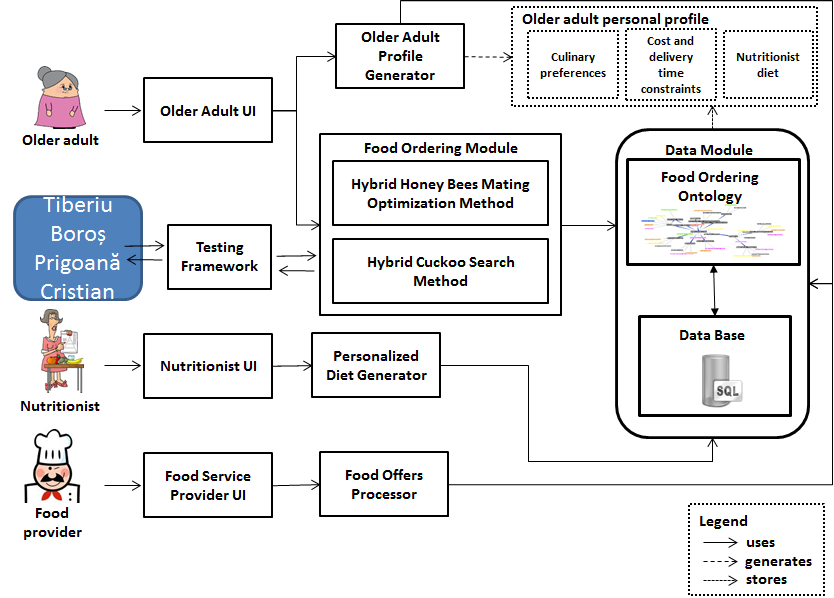 Older adult personal profile
Culinary
preferences
Cost and
delivery
time
constraints
Nutritionist
diet
Older Adult
Profile
Generator
Older adult
Older Adult UI
Food Ordering Module
Hybrid Honey Bees Mating
Optimization Method
Hybrid Cuckoo Search
Method
Data Module
Food Ordering
Ontology
Data Base
SQL
Tiberiu
Boroș
Prigoană
Cristian
Testing
Framework
Nutritionist
Nutritionist UI
Personalized
Diet Generator
Food
provider
Food Service
Provider UI
Food Offers
Processor
Legend
uses
generates
stores